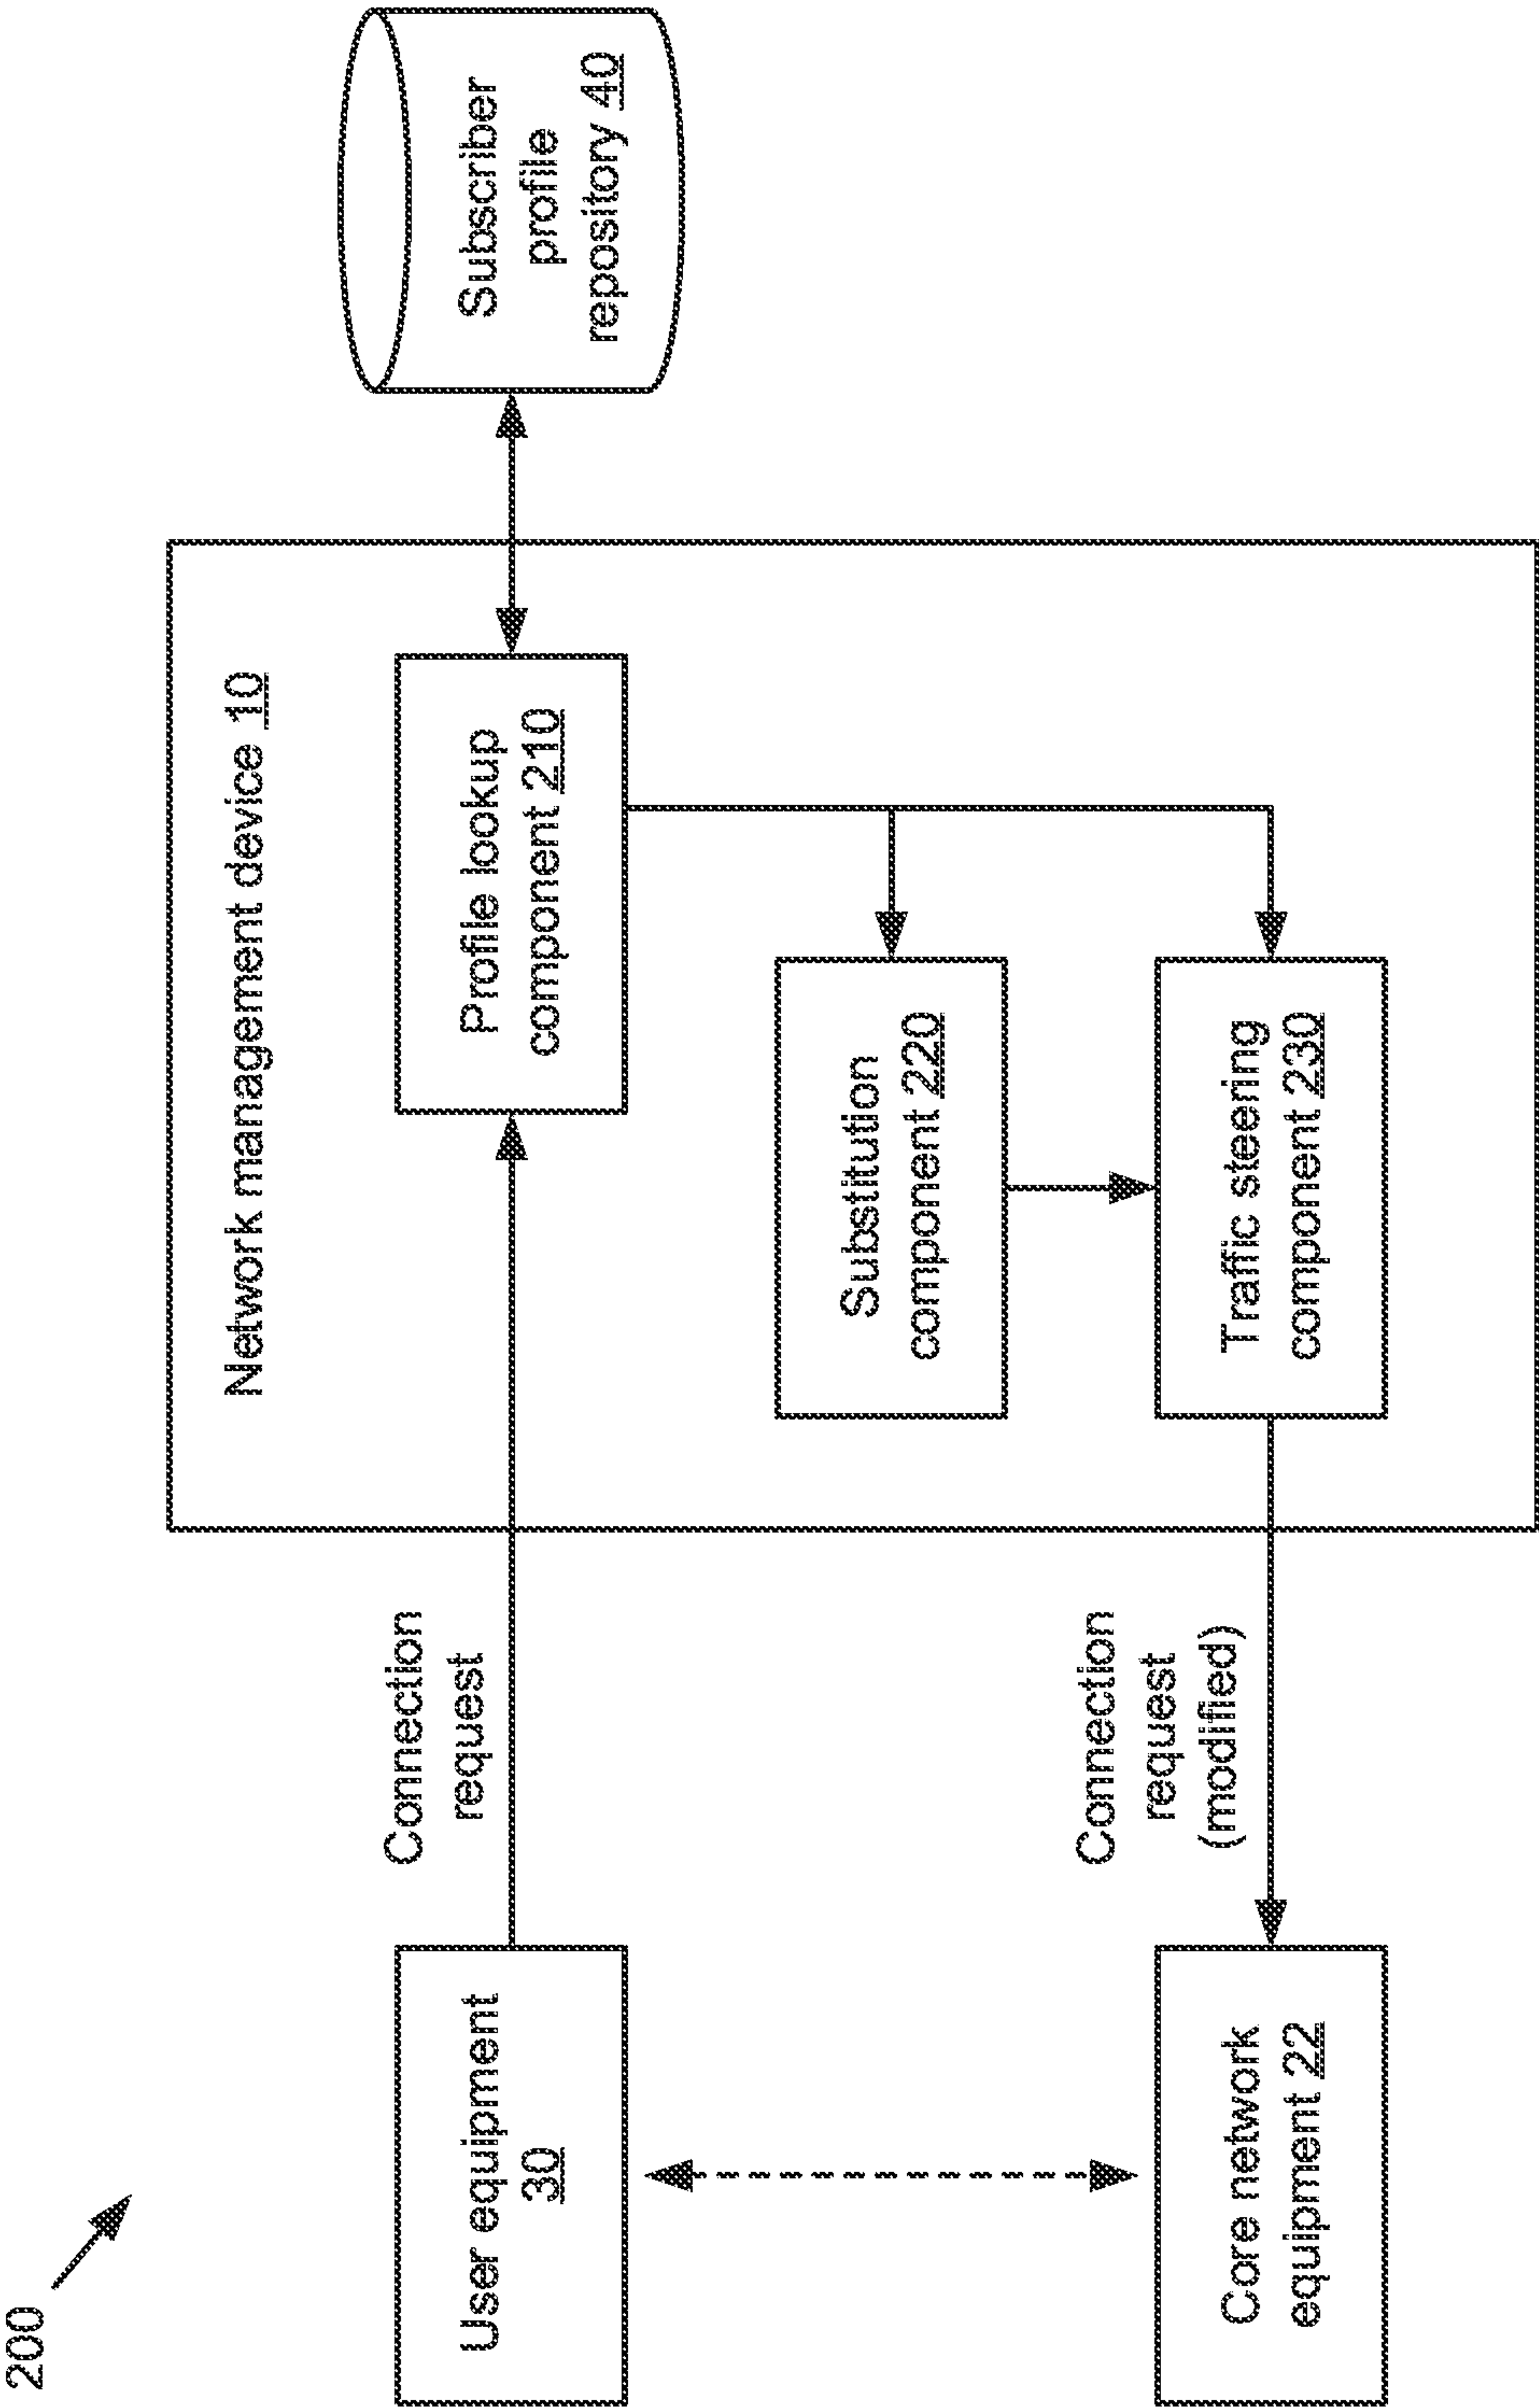 200
Network management device 10
User equipment
30
Connection
request
Profile lookup
component 210
Subscriber
profile
repository 40
Substitution
component 220
Core network
equipment 22
Connection
request
(modified)
Traffic steering
component 230